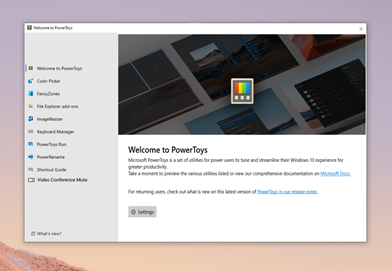 Welcome to PowerToys
Welcome to PowerToys
Color Picker
FancyZones
File Explorer add-ons
ImageResizer
Keyboard Manager
PowerToys Run
PowerRename
Shortcut Guide
Video Conference Mute
What's new?
Welcome to PowerToys
Microsoft PowerToys is a set of utilities for power users to tune and streamline their Windows 10 experience for
greater productivity.
Take a moment to preview the various utilities listed or view our comprehensive documentation on Microsoft Docs.
For returning users, check out what is new on this latest version of PowerToys in our release notes.
Settings